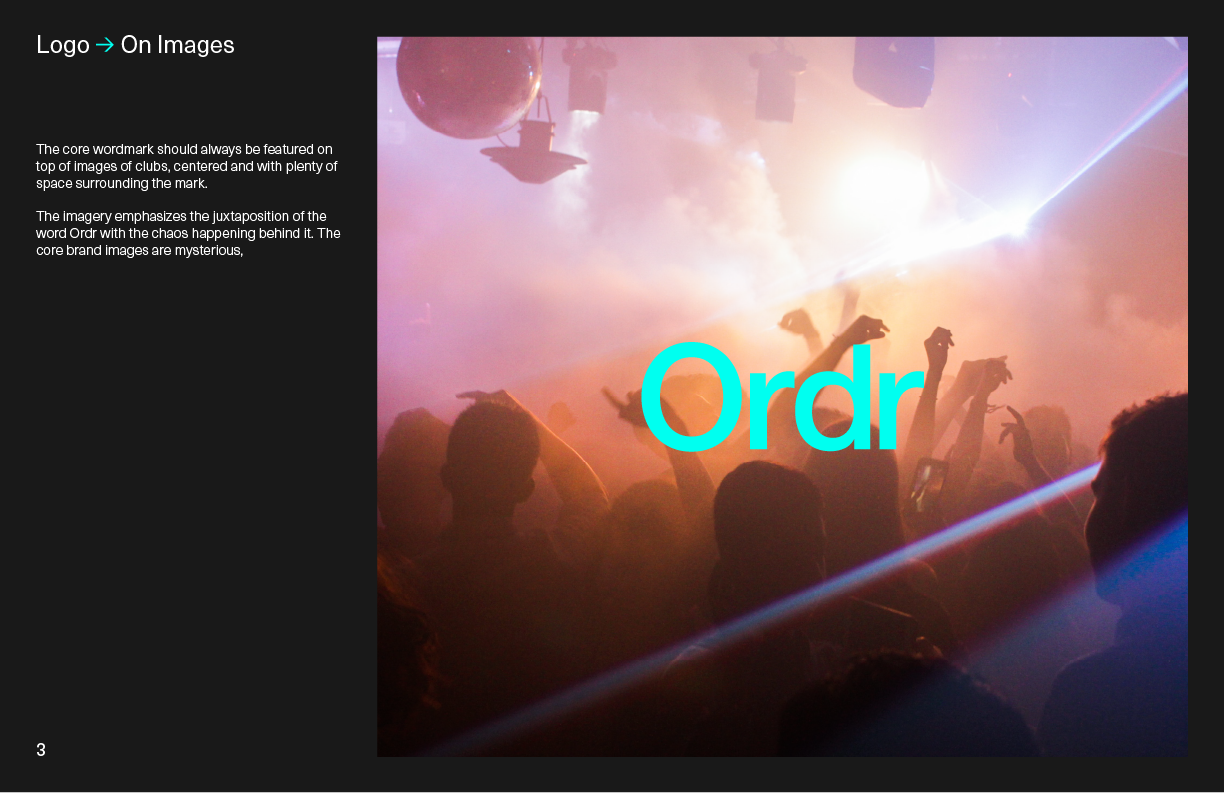 Logo → On Images
The core wordmark should always be featured on
top of images of clubs, centered and with plenty of
space surrounding the mark.
The imagery emphasizes the juxtaposition of the
word Ordr with the chaos happening behind it. The
core brand images are mysterious,
Ordr
3